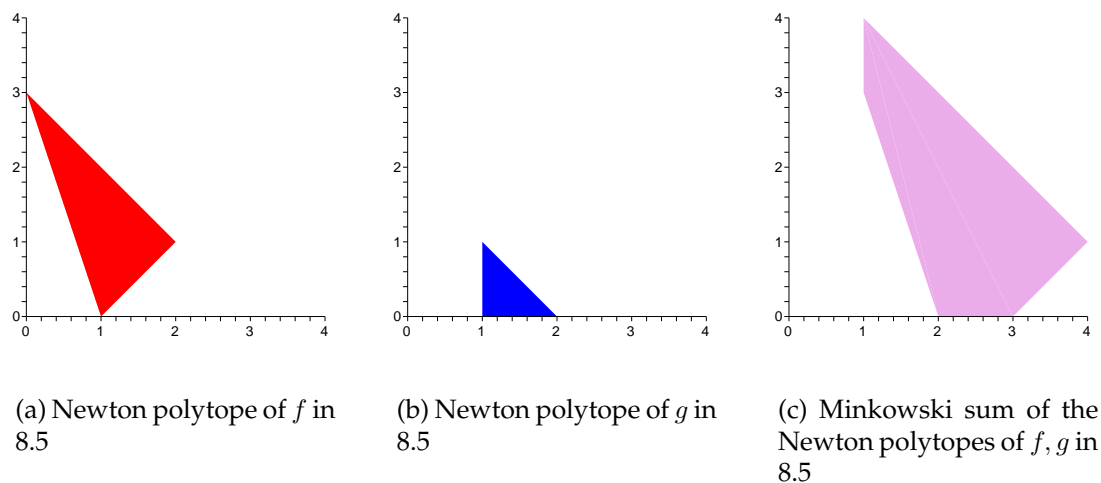 4
3
2
1
0
0 1 2 3 4
4
3
2
1
0
0 1 2 3 4
4
3
2
1
0
0 1 2 3 4
(a) Newton polytope of f in
8.5
(b) Newton polytope of g in
8.5
(c) Minkowski sum of the
Newton polytopes of f, g in
8.5